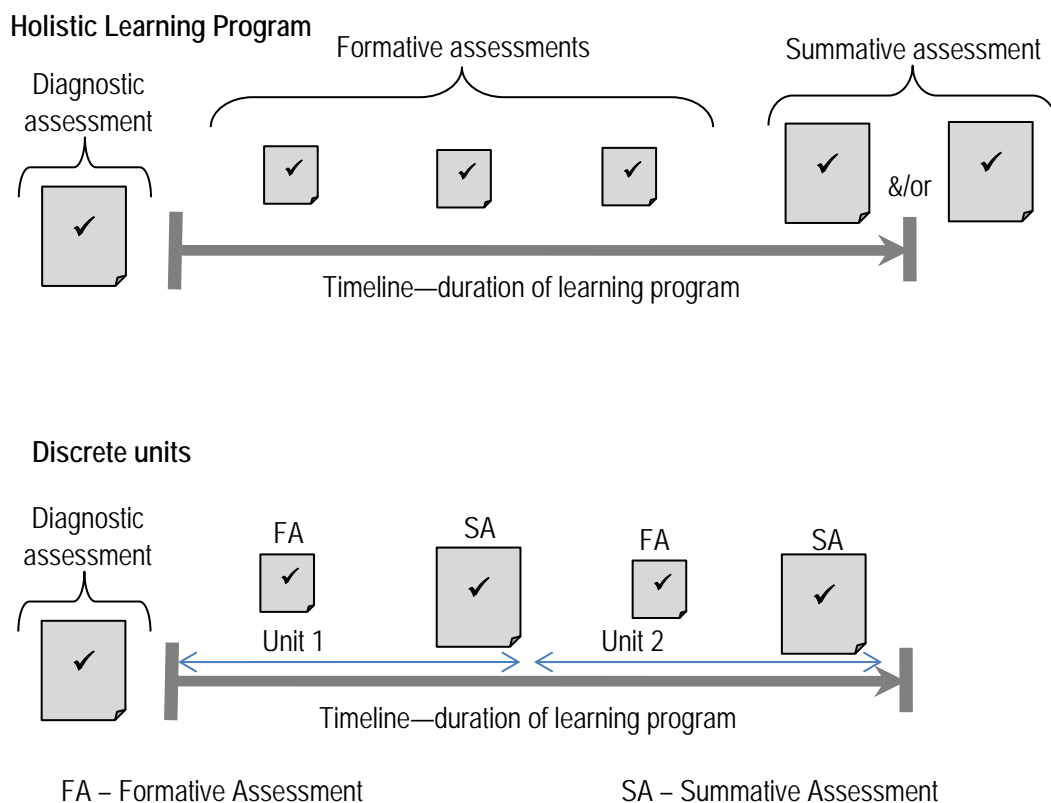 Holistic Learning Program
Formative assessments
Summative assessment
Diagnostic
assessment
&/or
Timeline—duration of learning program
Discrete units
Diagnostic
assessment
FA
SA
FA
SA
Unit 1
Unit 2
Timeline—duration of learning program
FA – Formative Assessment
SA – Summative Assessment